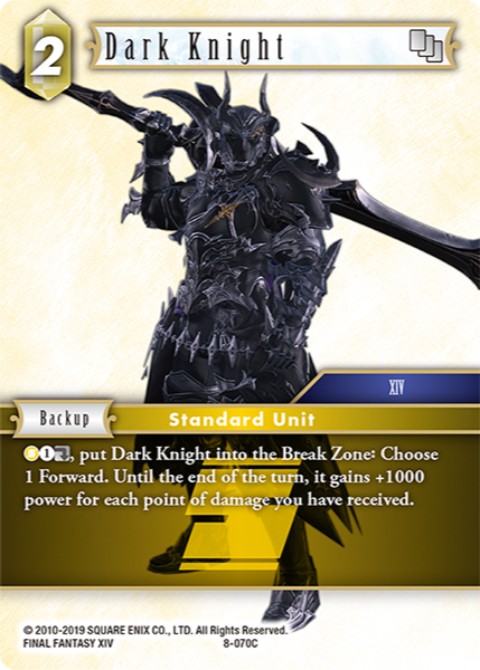 2
Dark Knight
XIV
Backup
Standard Unit
1, put Dark Knight into the Break Zone: Choose
1 Forward. Until the end of the turn, it gains +1000
power for each point of damage you have received.
© 2010-2019 SQUARE ENIX CO., LTD. All Rights Reserved.
FINAL FANTASY XIV
8-070C